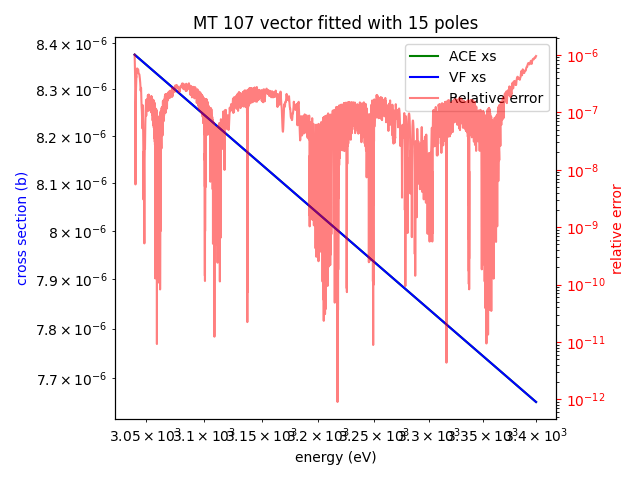 MT 107 vector fitted with 15 poles
ACE xs
VF xs
Relative error
8.4 × 10⁻⁶
8.3 × 10⁻⁶
8.2 × 10⁻⁶
8.1 × 10⁻⁶
8 × 10⁻⁶
7.9 × 10⁻⁶
7.8 × 10⁻⁶
7.7 × 10⁻⁶
cross section (b)
10⁻⁶
10⁻⁷
10⁻⁸
10⁻⁹
10⁻¹⁰
10⁻¹¹
10⁻¹²
relative error
3.05 × 10³ 3.1 × 10³ 3.15 × 10³ 3.2 × 10³ 3.25 × 10³ 3.3 × 10³ 3.35 × 10³ 3.4 × 10³
energy (eV)